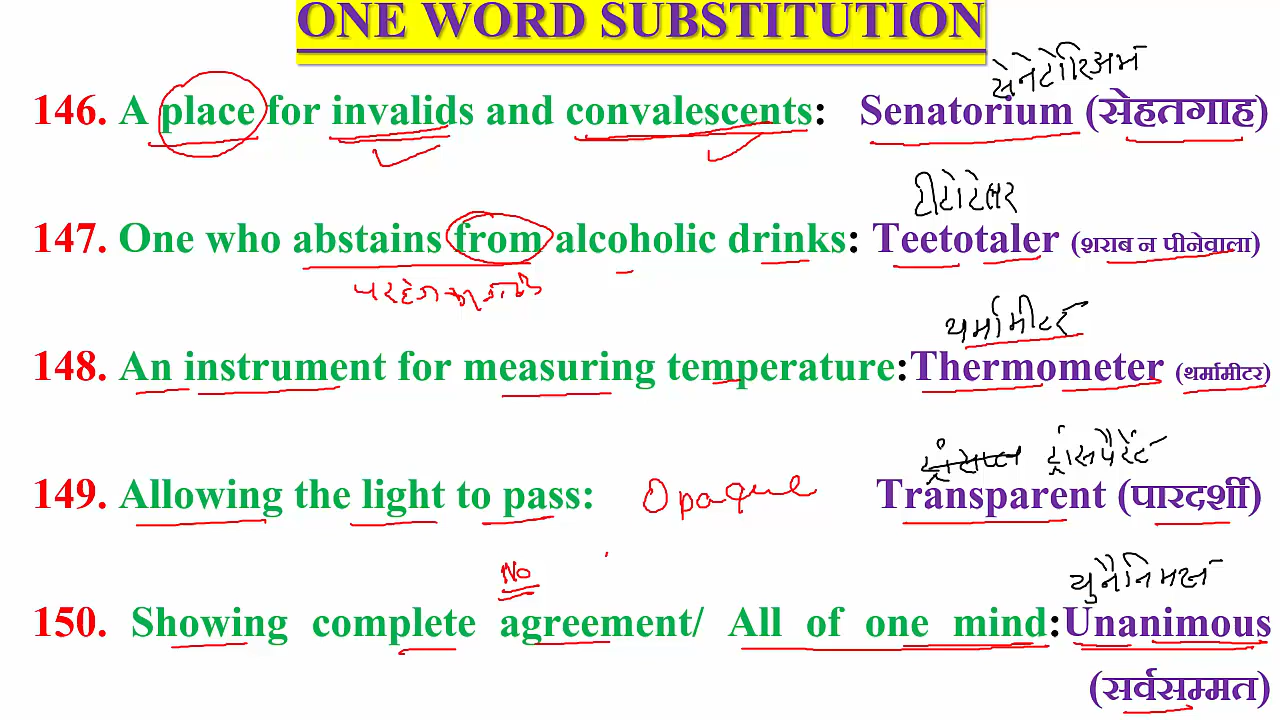 ONE WORD SUBSTITUTION
सेनेटोरिअम
146. A place for invalids and convalescents: Senatorium (सेहतगाह)
टीटोटेलर
147. One who abstains from alcoholic drinks: Teetotaler (शराब न पीनेवाला)
थर्मामीटर
148. An instrument for measuring temperature:Thermometer (थर्मामीटर)
ट्रांसपैरेंट
149. Allowing the light to pass: Opaque Transparent (पारदर्शी)
No
150. Showing complete agreement/ All of one mind:Unanimous
(सर्वसम्मत)